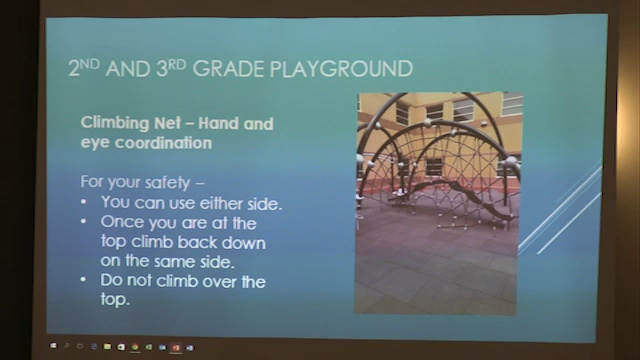 2ND AND 3RD GRADE PLAYGROUND
Climbing Net – Hand and
eye coordination
For your safety –
• You can use either side.
• Once you are at the
top climb back down
on the same side.
• Do not climb over the
top.